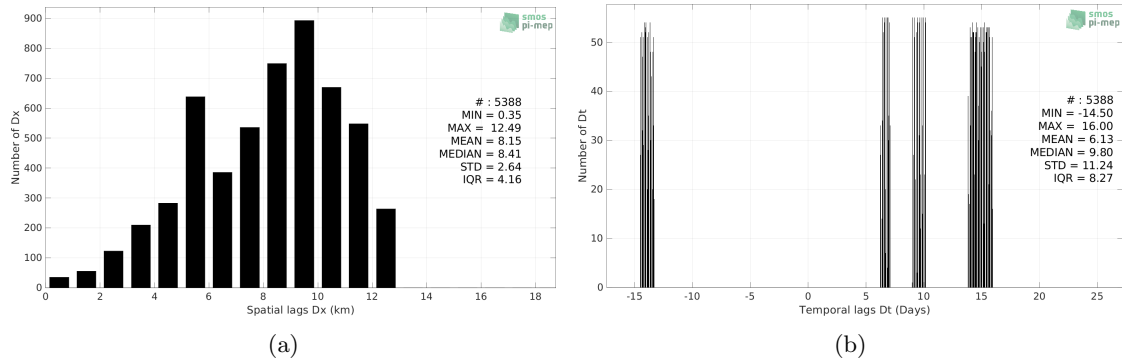 smos
pi-mep
900
800
700
600
500
400
300
200
100
0
Number of Dx
# : 5388
MIN = 0.35
MAX = 12.49
MEAN = 8.15
MEDIAN = 8.41
STD = 2.64
IQR = 4.16
0 2 4 6 8 10 12 14 16 18
Spatial lags Dx (km)
(a)
smos
pi-mep
50
40
30
20
10
0
Number of Dt
# : 5388
MIN = -14.50
MAX = 16.00
MEAN = 6.13
MEDIAN = 9.80
STD = 11.24
IQR = 8.27
-15 -10 -5 0 5 10 15 20 25
Temporal lags Dt (Days)
(b)